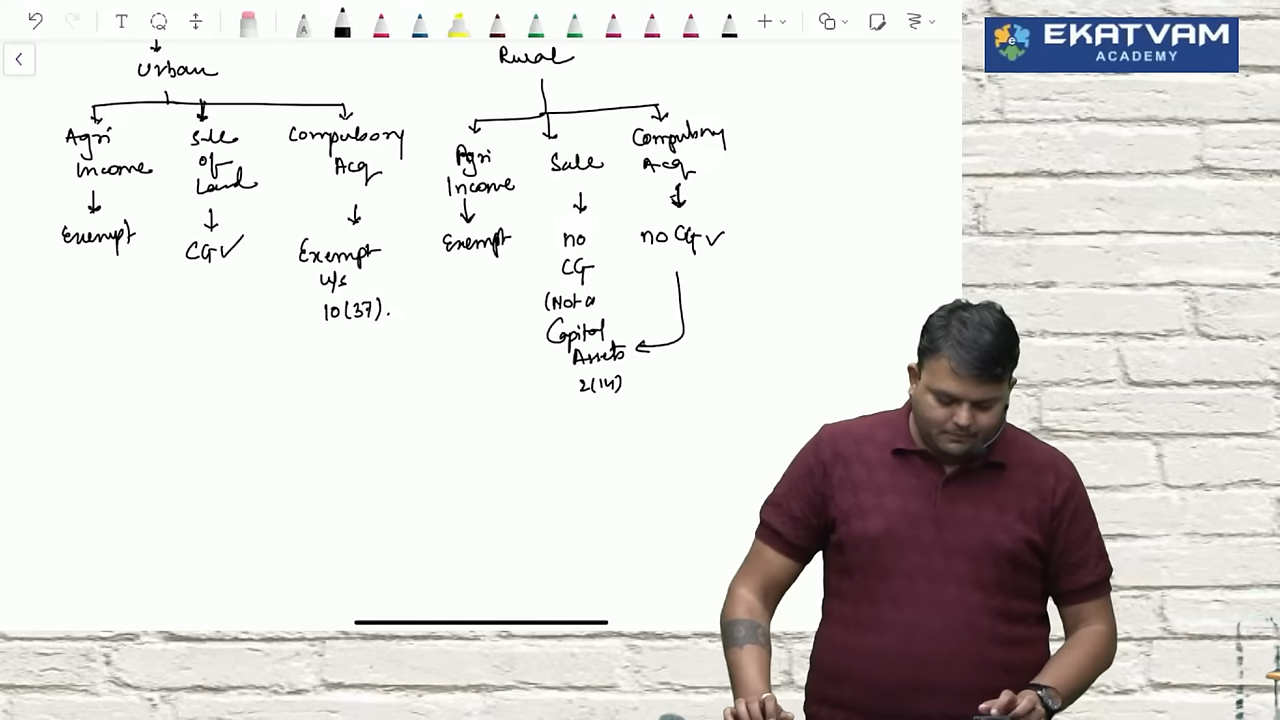 EKATVAM
ACADEMY
Urban
Agri
Income
Exempt
Sale
of
Land
CG✓
Compulsory
Acq
Exempt
u/s
10(37).
Rural
Agri
Income
Exempt
Sale
no
CG
(Not a
Capital
Assets
2(14)
Compulsory
Acq
no CG ✓